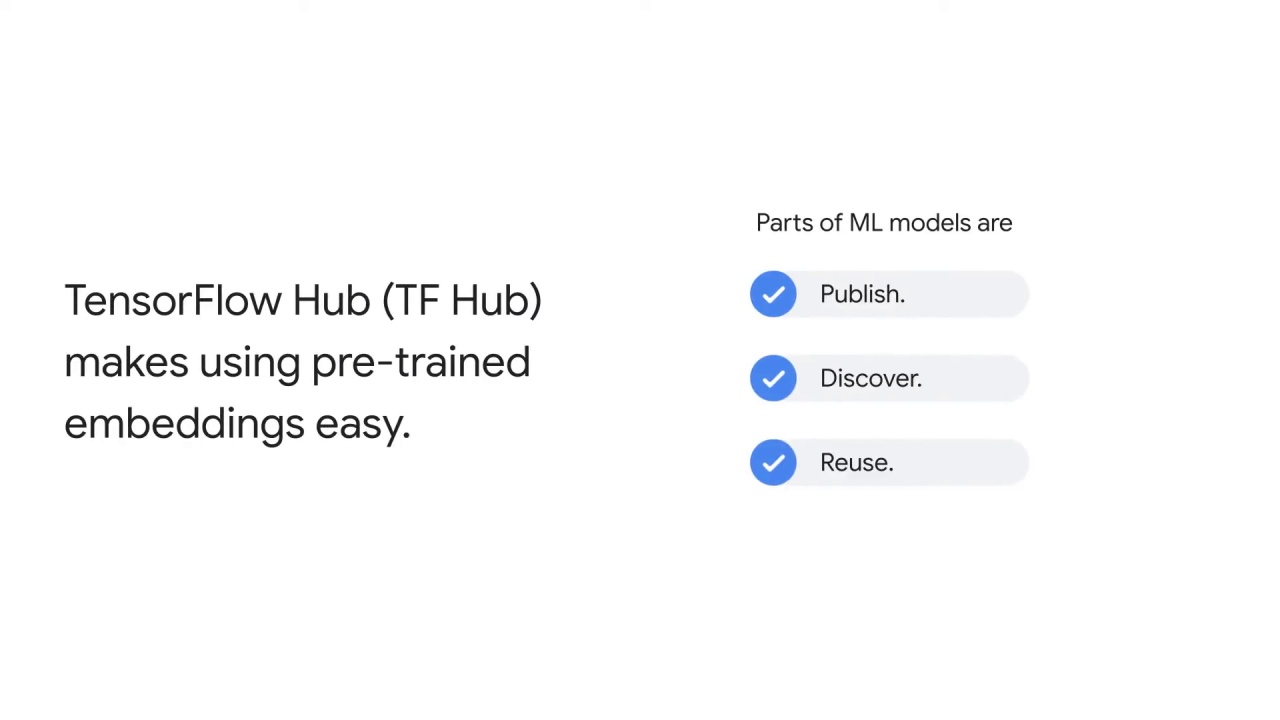 TensorFlow Hub (TF Hub)
makes using pre-trained
embeddings easy.
Parts of ML models are
Publish.
Discover.
Reuse.